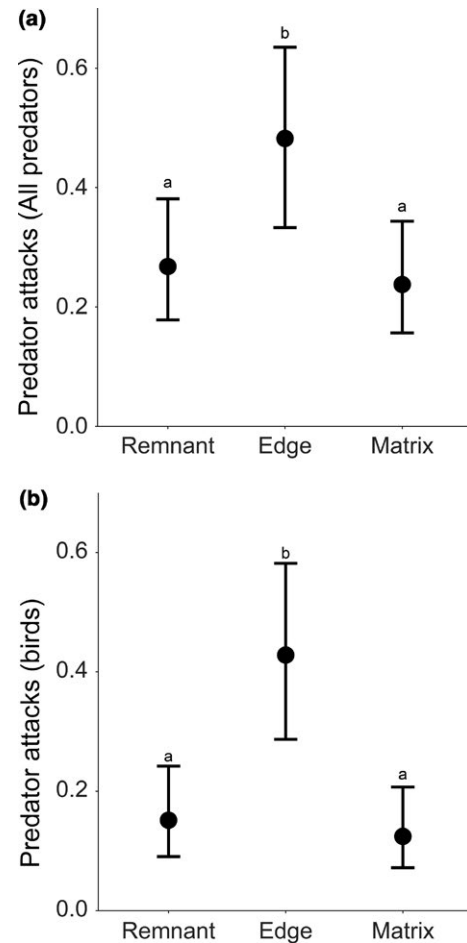 (a)
Predator attacks (All predators)
0.6
0.4
0.2
0.0
a
b
a
Remnant Edge Matrix
(b)
Predator attacks (birds)
0.6
0.4
0.2
0.0
a
b
a
Remnant Edge Matrix